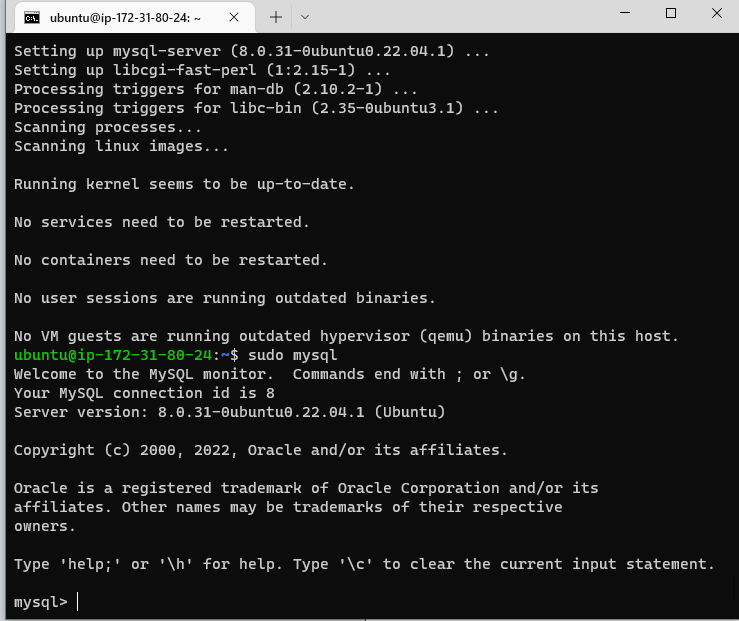 ubuntu@ip-172-31-80-24: ~
Setting up mysql-server (8.0.31-0ubuntu0.22.04.1) ...
Setting up libcgi-fast-perl (1:2.15-1) ...
Processing triggers for man-db (2.10.2-1) ...
Processing triggers for libc-bin (2.35-0ubuntu3.1) ...
Scanning processes...
Scanning linux images...
Running kernel seems to be up-to-date.
No services need to be restarted.
No containers need to be restarted.
No user sessions are running outdated binaries.
No VM guests are running outdated hypervisor (qemu) binaries on this host.
ubuntu@ip-172-31-80-24:~$ sudo mysql
Welcome to the MySQL monitor.  Commands end with ; or \g.
Your MySQL connection id is 8
Server version: 8.0.31-0ubuntu0.22.04.1 (Ubuntu)
Copyright (c) 2000, 2022, Oracle and/or its affiliates.
Oracle is a registered trademark of Oracle Corporation and/or its
affiliates. Other names may be trademarks of their respective
owners.
Type 'help;' or '\h' for help. Type '\c' to clear the current input statement.
mysql>